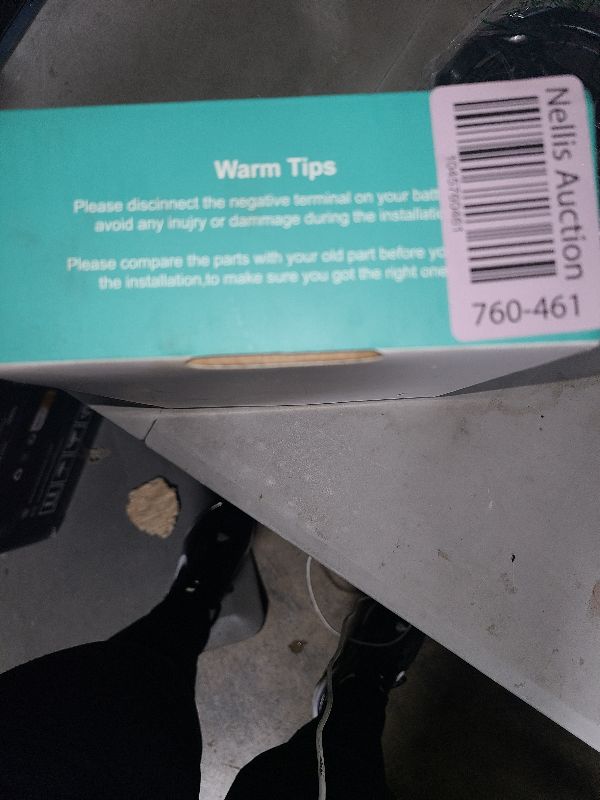 Warm Tips
Please discinnect the negative terminal on your
avoid any inujry or dammage during the
Please compare the parts with your old part before
the installation,to make sure you got the right one
Nellis Auction
760-461